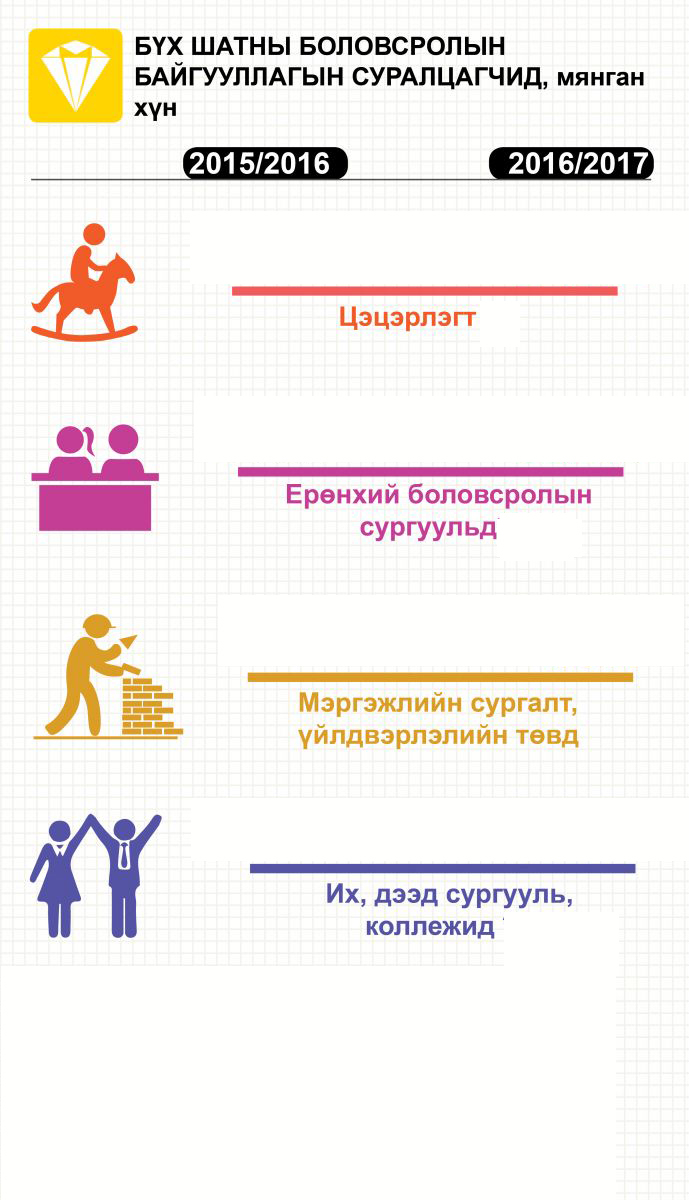 БҮХ ШАТНЫ БОЛОВСРОЛЫН
БАЙГУУЛЛАГЫН СУРАЛЦАГЧИД, мянган
хүн
2015/2016 2016/2017
Цэцэрлэгт
Ерөнхий боловсролын
сургуульд
Мэргэжлийн сургалт,
үйлдвэрлэлийн төвд
Их, дээд сургууль,
коллежид